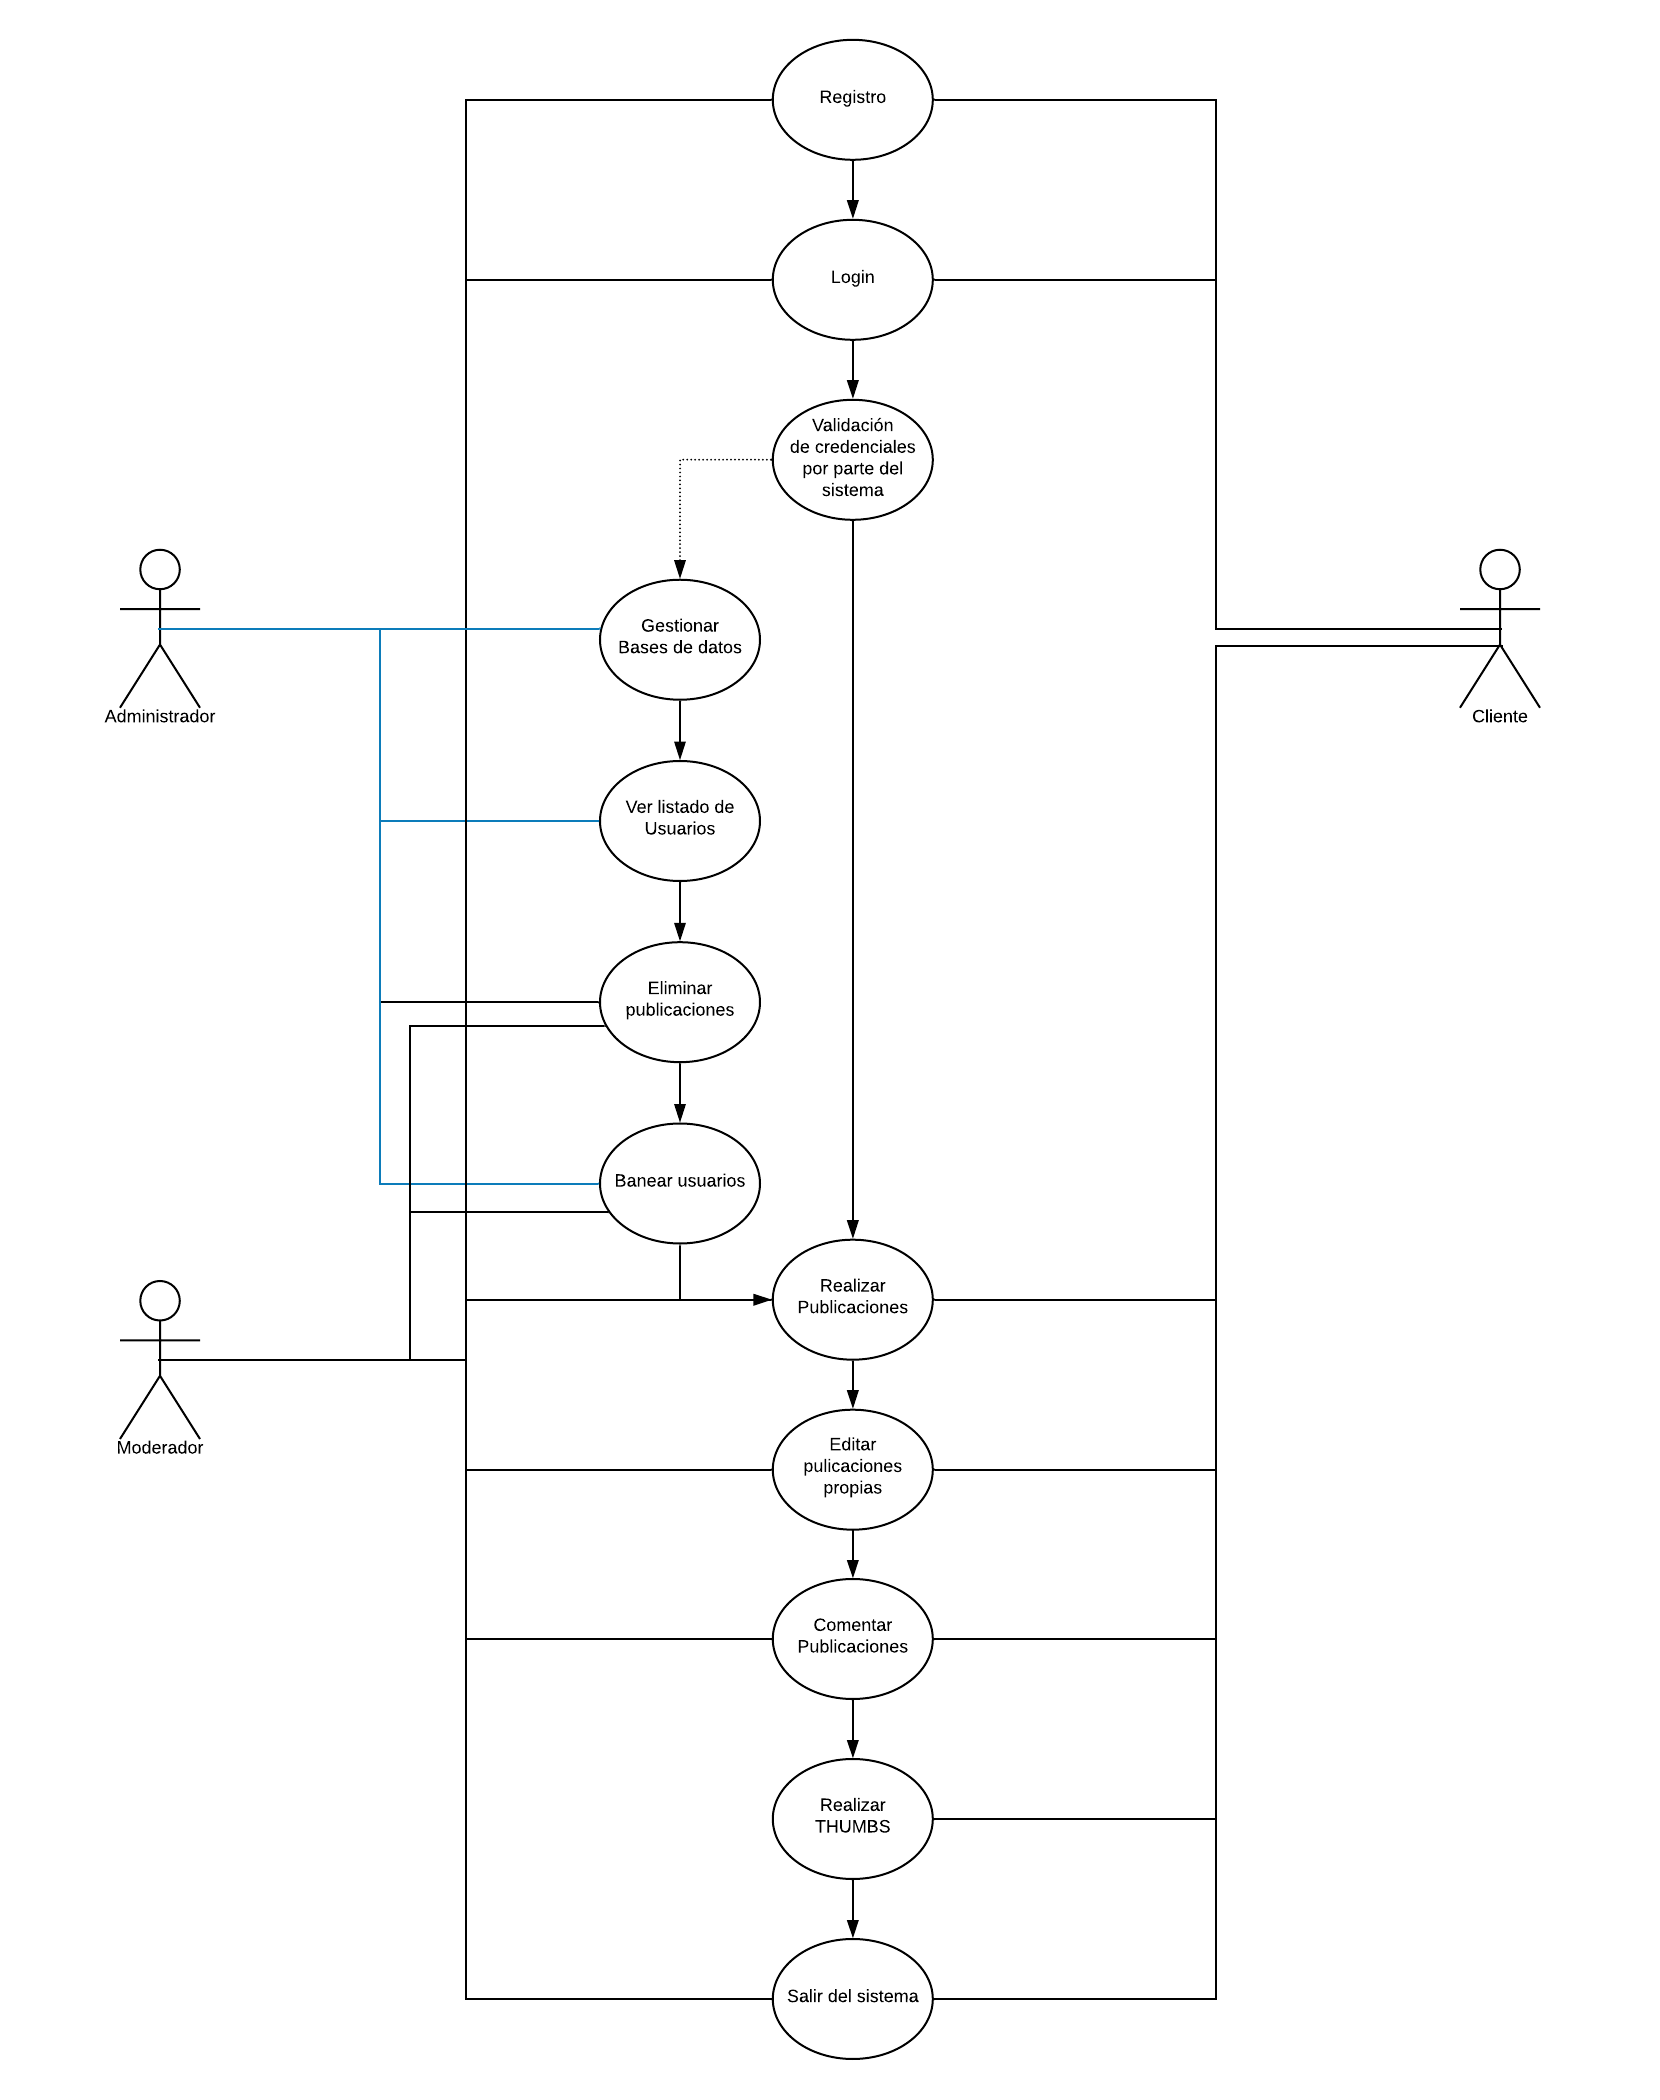 Registro
Login
Validación
de credenciales
por parte del
sistema
Gestionar
Bases de datos
Administrador
Cliente
Ver listado de
Usuarios
Eliminar
publicaciones
Banear usuarios
Realizar
Publicaciones
Moderador
Editar
pulicaciones
propias
Comentar
Publicaciones
Realizar
THUMBS
Salir del sistema